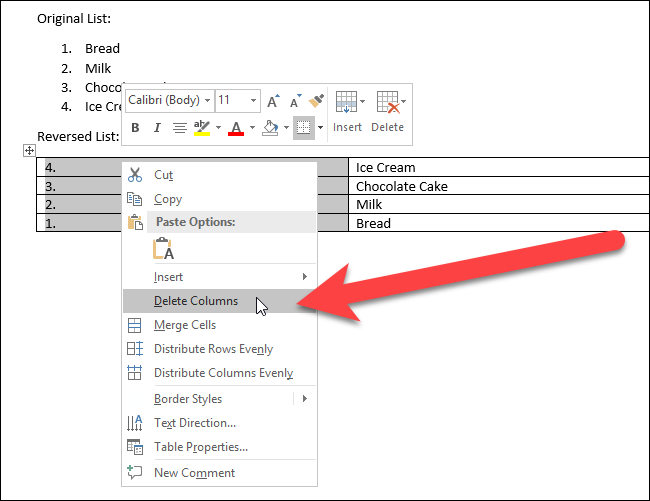 Original List:
1. Bread
2. Milk
3. Choco
4. Ice Cre
Calibri (Body) 11 A A
B I A Insert Delete
Reversed List:
4. Ice Cream
3. Chocolate Cake
2. Milk
1. Bread
Cut
Copy
Paste Options:
A
Insert
Delete Columns
Merge Cells
Distribute Rows Evenly
Distribute Columns Evenly
Border Styles
Text Direction...
Table Properties...
New Comment